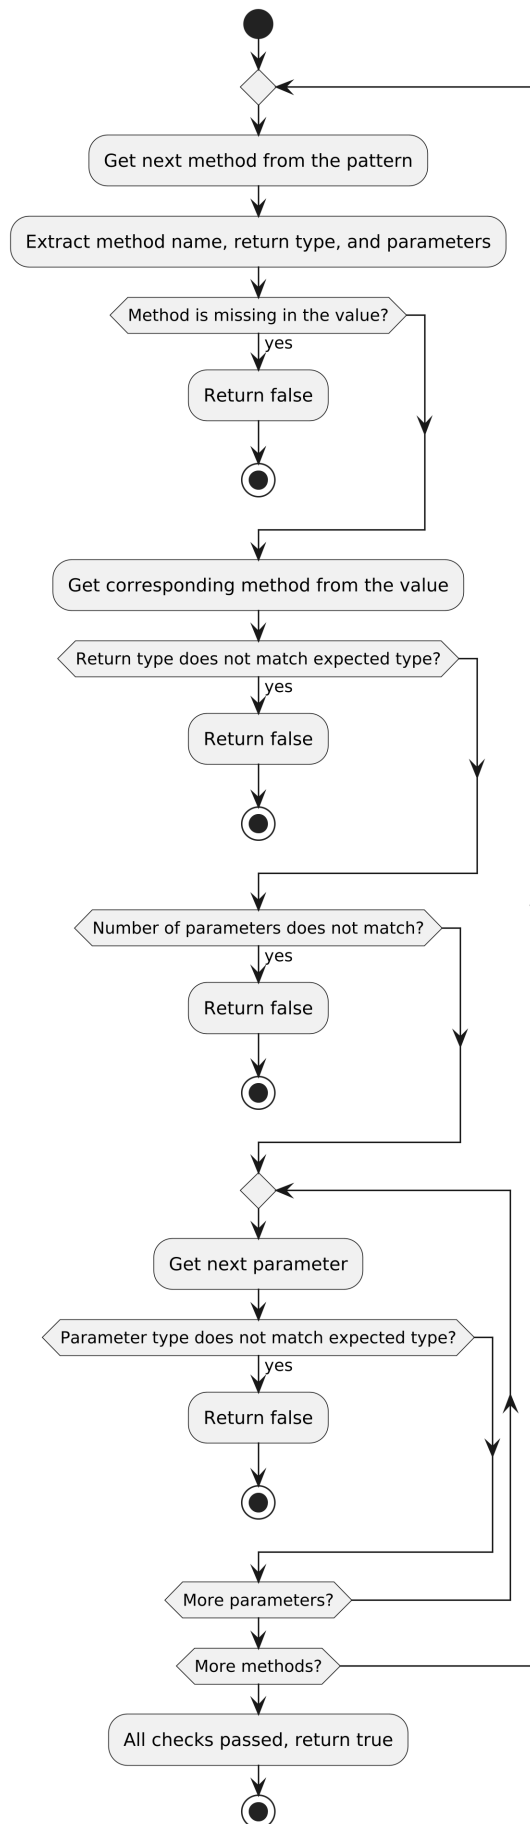 Get next method from the pattern
Extract method name, return type, and parameters
Method is missing in the value?
yes
Return false
Get corresponding method from the value
Return type does not match expected type?
yes
Return false
Number of parameters does not match?
yes
Return false
Get next parameter
Parameter type does not match expected type?
yes
Return false
More parameters?
More methods?
All checks passed, return true